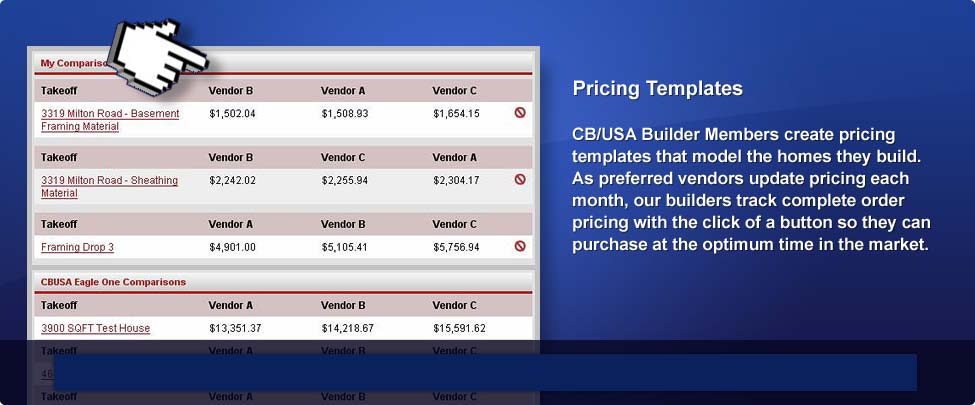 My Comparisons
Takeoff Vendor B Vendor A Vendor C
3319 Milton Road - Basement $1,502.04 $1,508.93 $1,654.15
Framing Material
Takeoff Vendor B Vendor C Vendor A
3319 Milton Road - Sheathing $2,242.02 $2,255.94 $2,304.17
Material
Takeoff Vendor A Vendor B Vendor C
Framing Drop 3 $4,901.00 $5,105.41 $5,756.94
CBUSA Eagle One Comparisons
Takeoff Vendor A Vendor B Vendor C
3900 SQFT Test House $13,351.37 $14,218.67 $15,591.62
Takeoff Vendor A Vendor B Vendor C
46
Takeoff Vendor A Vendor B Vendor C
Pricing Templates
CB/USA Builder Members create pricing
templates that model the homes they build.
As preferred vendors update pricing each
month, our builders track complete order
pricing with the click of a button so they can
purchase at the optimum time in the market.